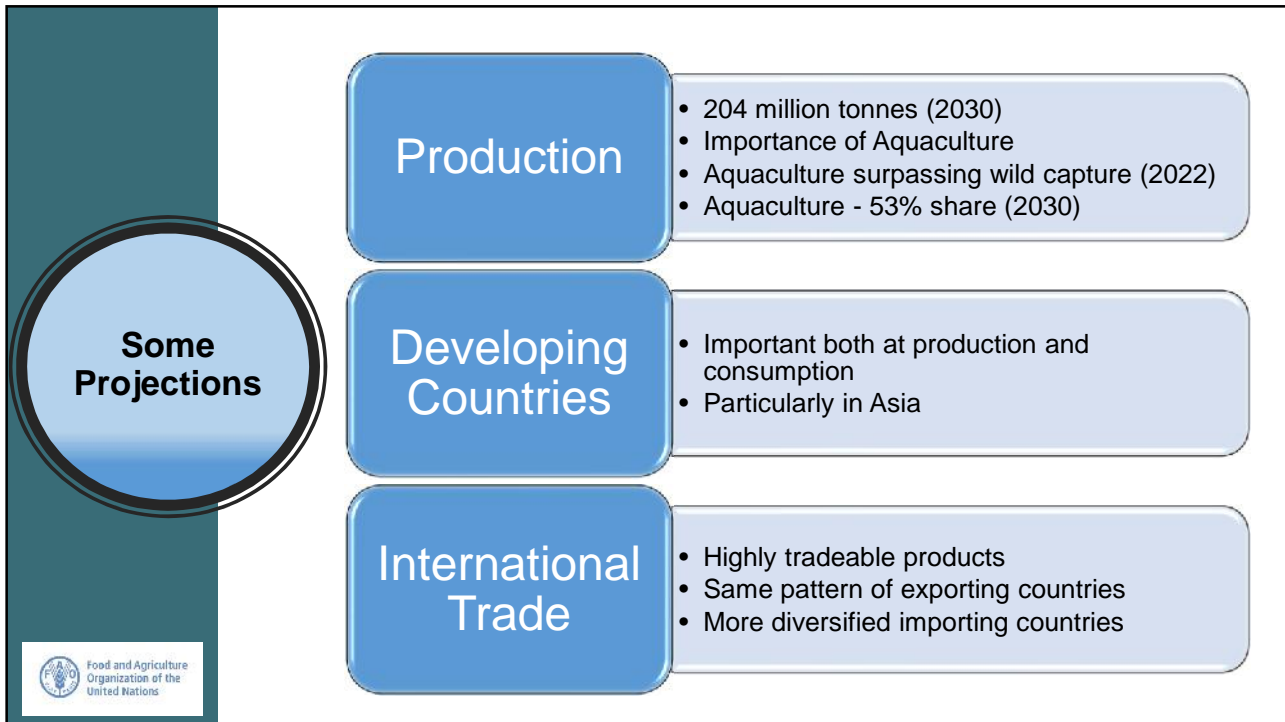 Some
Projections
Production
• 204 million tonnes (2030)
• Importance of Aquaculture
• Aquaculture surpassing wild capture (2022)
• Aquaculture - 53% share (2030)
Developing
Countries
• Important both at production and
consumption
• Particularly in Asia
International
Trade
• Highly tradeable products
• Same pattern of exporting countries
• More diversified importing countries
Food and Agriculture
Organization of the
United Nations